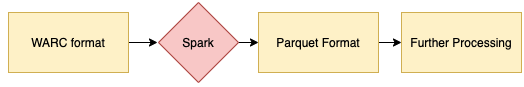 WARC format
Spark
Parquet Format
Further Processing